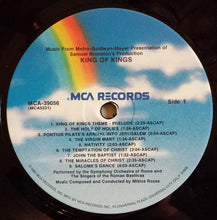 Music From Metro-Goldwyn-Mayer Presentation of
Samuel Bronston's Production
KING OF KINGS
MCA RECORDS
MCA-39056
(MCA5231)
Side 1
1. KING OF KINGS THEME - PRELUDE
2. THE HOLY OF HOLIES
3. PONTIUS PILATE'S ARRIVAL INTO JERUSALEM
4. THE VIRGIN MARY
5. NATIVITY
6. THE TEMPTATION OF CHRIST
7. JOHN THE BAPTIST
8. THE MIRACLES OF CHRIST
9. SALOME'S DANCE
Performed by the Symphony Orchestra of Rome and
The Singers of the Roman Basilicas
Music Composed and Conducted by Miklos Rozsa